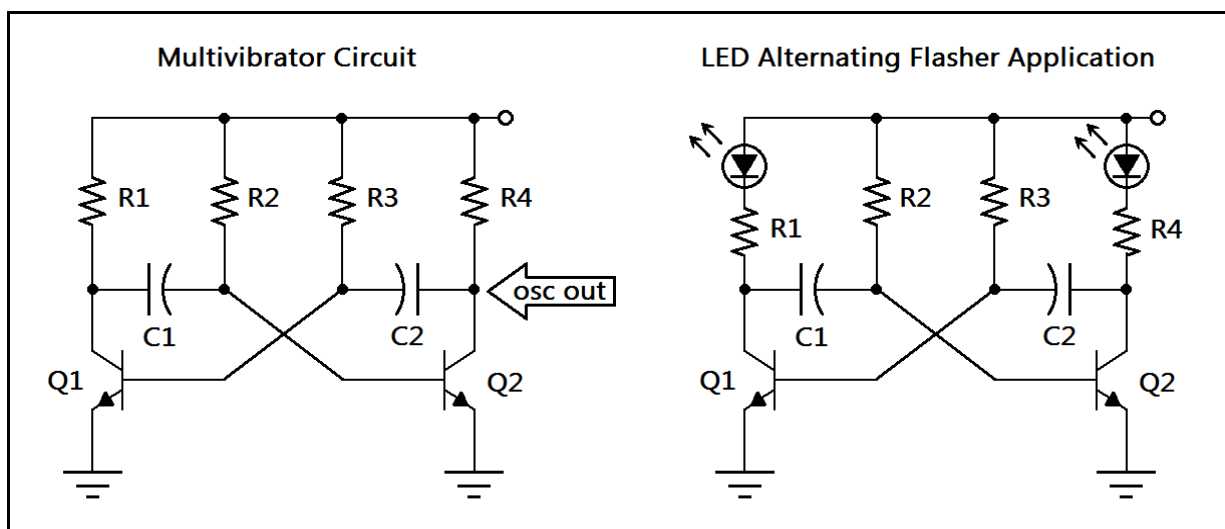 Multivibrator Circuit
R1
R2
R3
R4
osc out
C1
C2
Q1
Q2
LED Alternating Flasher Application
R1
R2
R3
R4
C1
C2
Q1
Q2